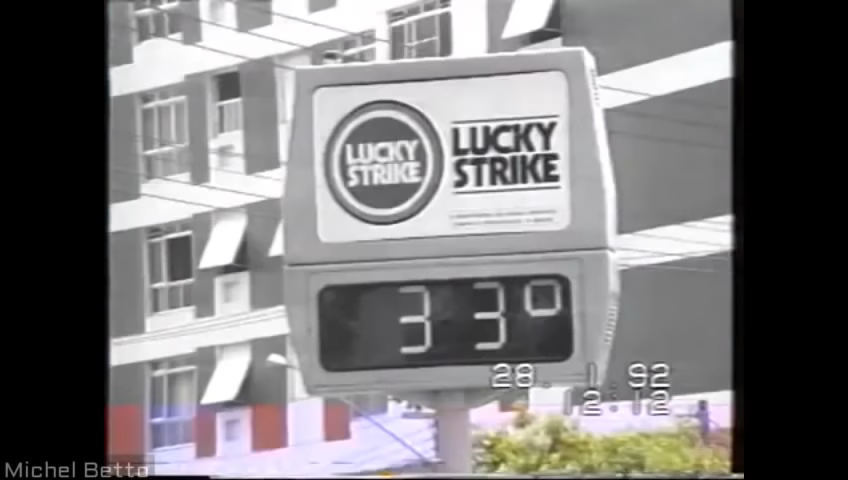 LUCKY
STRIKE
LUCKY
STRIKE
33°
28. 1.92
12:12
Michel Betto